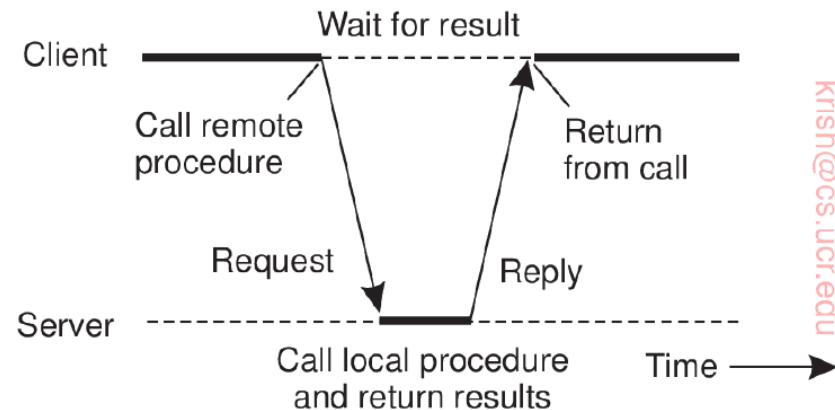 Wait for result
Client
Call remote
procedure
Return
from call
Request
Reply
Server
Call local procedure
and return results
Time
krisn@cs.ucr.edu